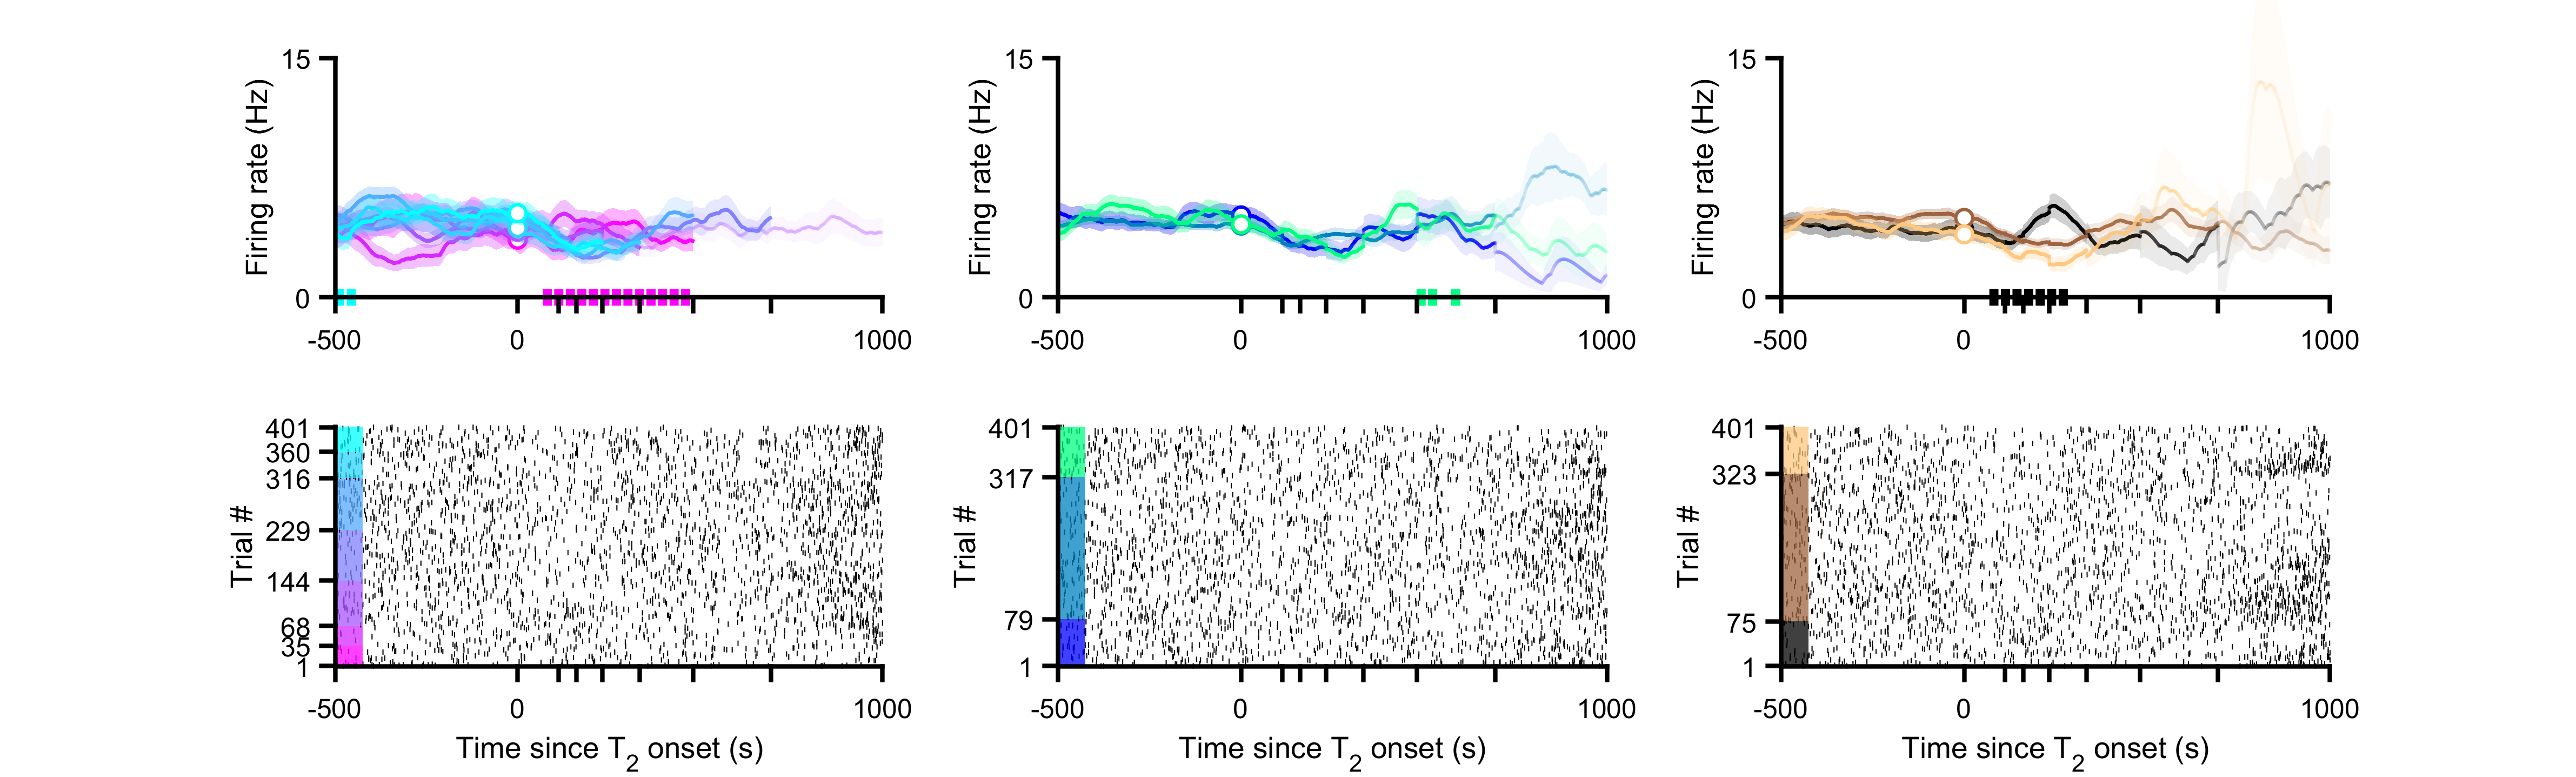 15
Firing rate (Hz)
0
-500 0 1000
15
Firing rate (Hz)
0
-500 0 1000
15
Firing rate (Hz)
0
-500 0 1000
401
360
316
229
144
68
35
1
Trial #
-500 0 1000
Time since T2 onset (s)
401
317
79
1
Trial #
-500 0 1000
Time since T2 onset (s)
401
323
75
1
Trial #
-500 0 1000
Time since T2 onset (s)